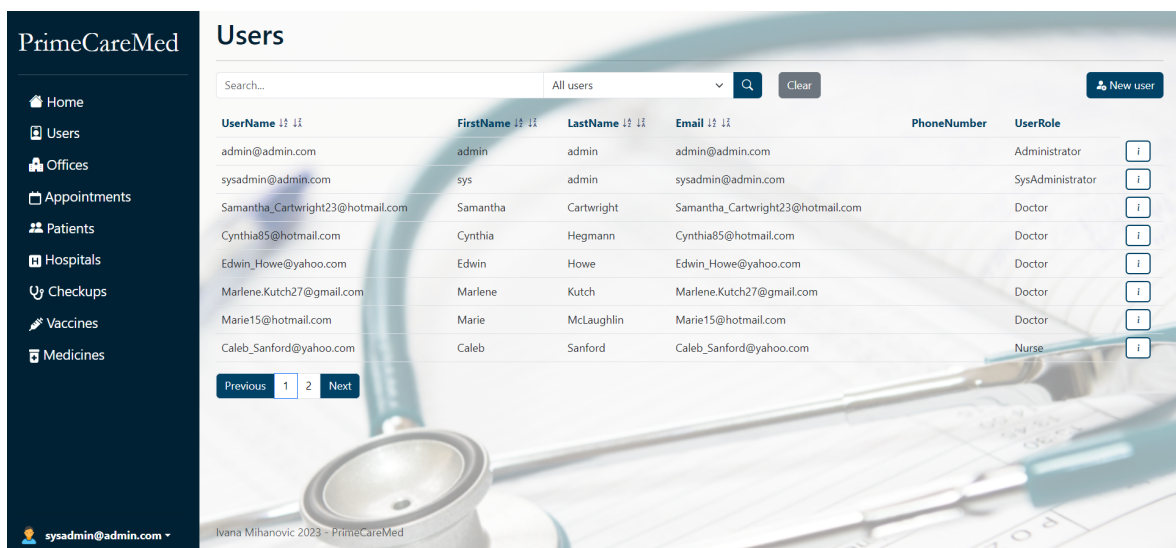 PrimeCareMed
Home
Users
Offices
Appointments
Patients
Hospitals
Checkups
Vaccines
Medicines
sysadmin@admin.com
Users
Search... All users Clear New user
UserName FirstName LastName Email PhoneNumber UserRole
admin@admin.com admin admin admin@admin.com Administrator i
sysadmin@admin.com sys admin sysadmin@admin.com SysAdministrator i
Samantha_Cartwright23@hotmail.com Samantha Cartwright Samantha_Cartwright23@hotmail.com Doctor i
Cynthia85@hotmail.com Cynthia Hegmann Cynthia85@hotmail.com Doctor i
Edwin_Howe@yahoo.com Edwin Howe Edwin_Howe@yahoo.com Doctor i
Marlene.Kutch27@gmail.com Marlene Kutch Marlene.Kutch27@gmail.com Doctor i
Marie15@hotmail.com Marie McLaughlin Marie15@hotmail.com Doctor i
Caleb_Sanford@yahoo.com Caleb Sanford Caleb_Sanford@yahoo.com Nurse i
Previous 1 2 Next
Ivana Mihanovic 2023 - PrimeCareMed